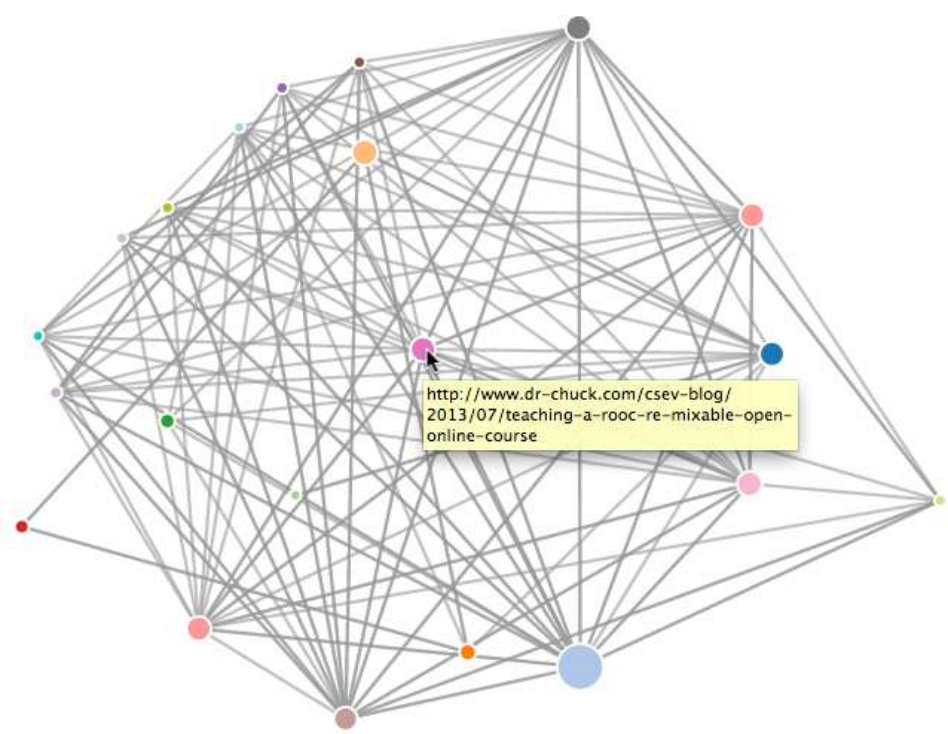 http://www.dr-chuck.com/csev-blog/
2013/07/teaching-a-rooc-re-mixable-open-
online-course